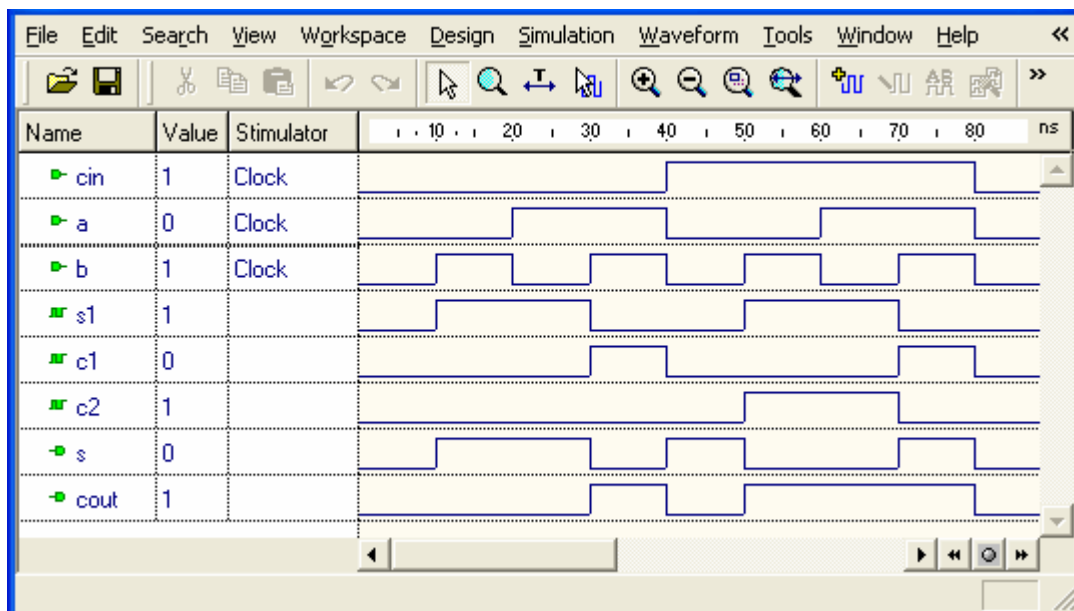 File Edit Search View Workspace Design Simulation Waveform Tools Window Help «
Name Value Stimulator 10 20 30 40 50 60 70 80 ns
cin 1 Clock
a 0 Clock
b 1 Clock
s1 1
c1 0
c2 1
s 0
cout 1